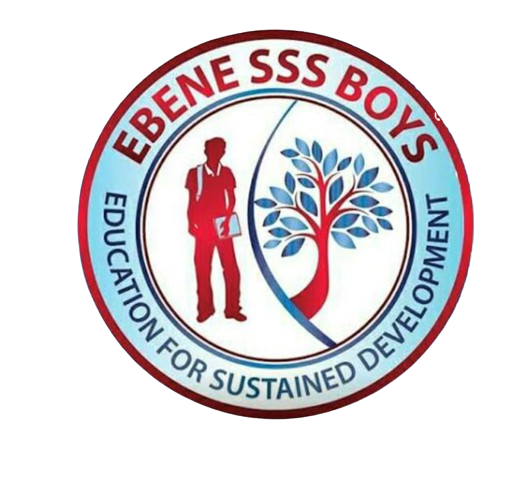 EBENE SSS BOYS
EDUCATION FOR SUSTAINED DEVELOPMENT